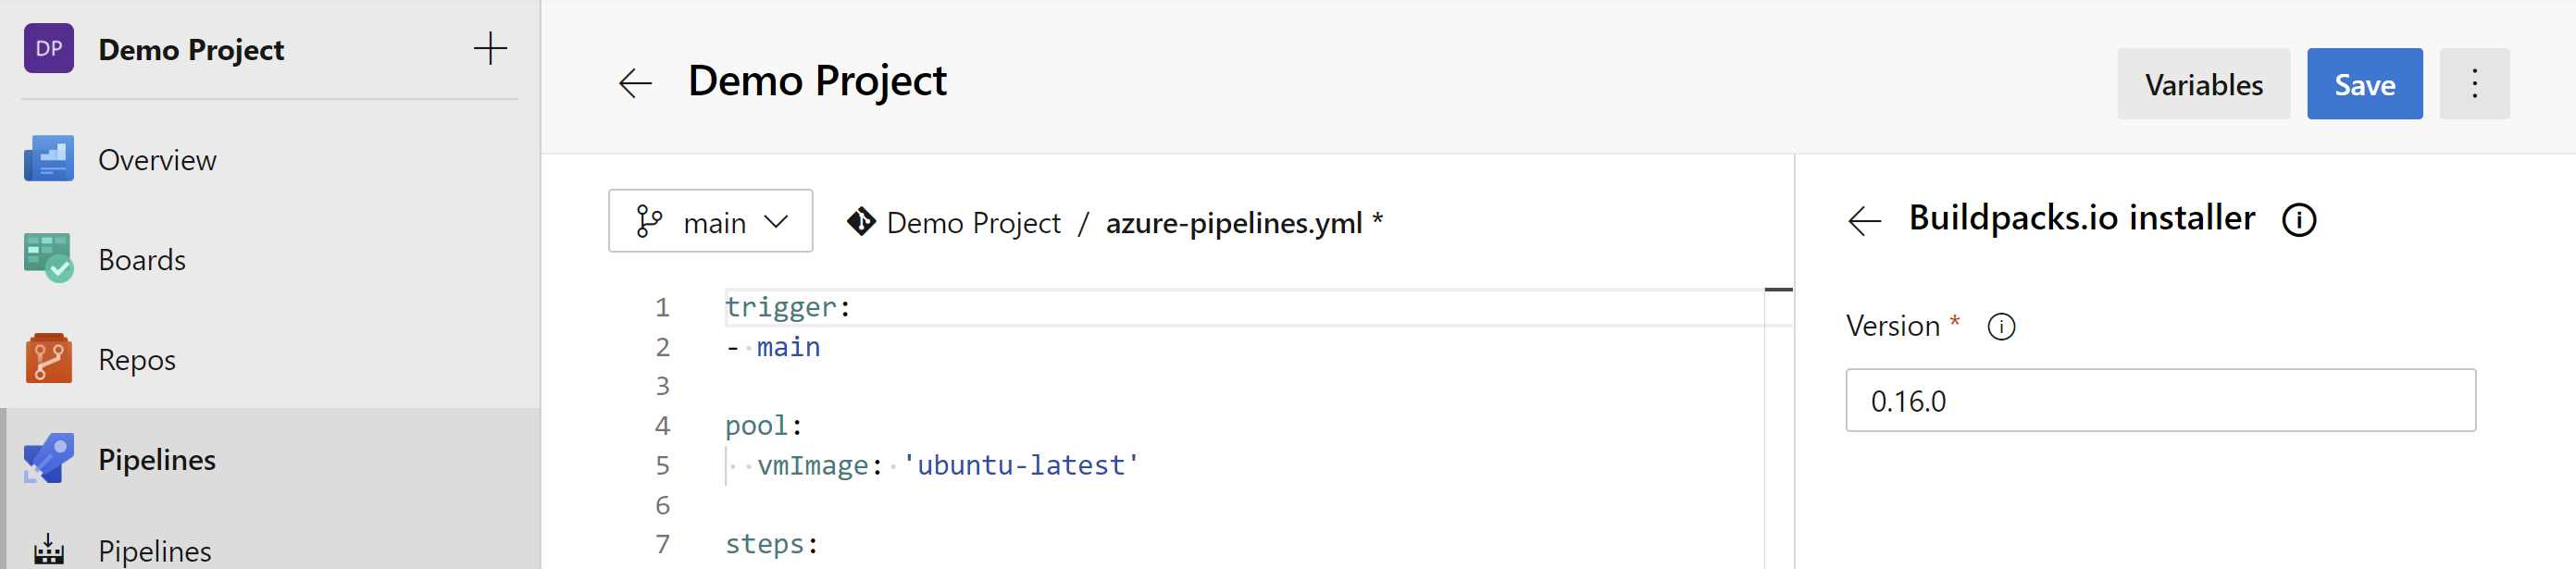 DP Demo Project
Overview
Boards
Repos
Pipelines
Pipelines
Demo Project
Variables
Save
main
Demo Project / azure-pipelines.yml *
1 trigger:
2 - main
3
4 pool:
5 vmImage: 'ubuntu-latest'
6
7 steps:
Buildpacks.io installer
Version *
0.16.0